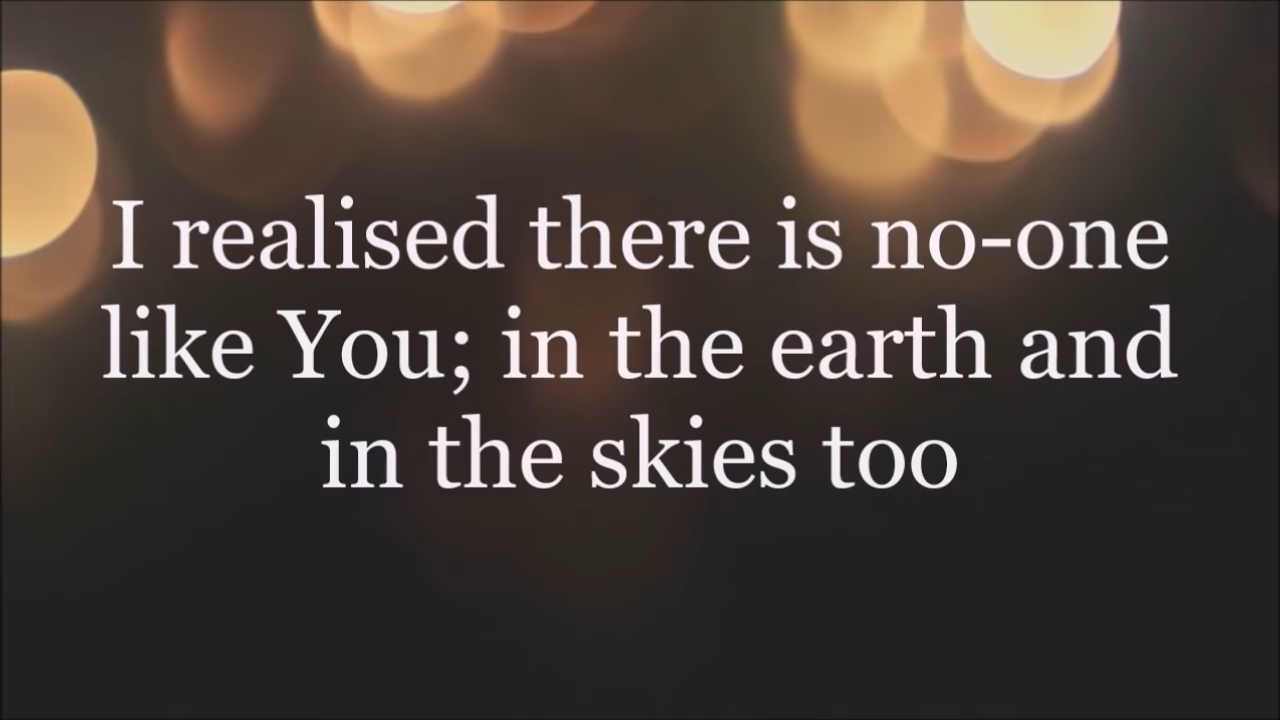 I realised there is no-one
like You; in the earth and
in the skies too